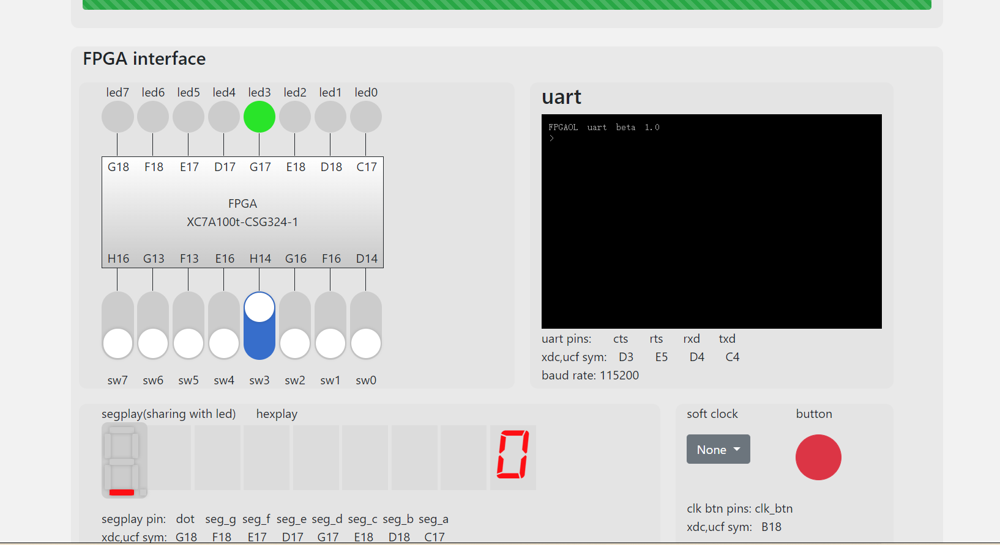 FPGA interface
led7 led6 led5 led4 led3 led2 led1 led0
G18 F18 E17 D17 G17 E18 D18 C17
FPGA
XC7A100t-CSG324-1
H16 G13 F13 E16 H14 G16 F16 D14
sw7 sw6 sw5 sw4 sw3 sw2 sw1 sw0
uart
FPGAOL uart beta 1.0
>
uart pins: cts rts rxd txd
xdc,ucf sym: D3 E5 D4 C4
baud rate: 115200
segplay(sharing with led) hexplay
0
segplay pin: dot seg_g seg_f seg_e seg_d seg_c seg_b seg_a
xdc,ucf sym: G18 F18 E17 D17 G17 E18 D18 C17
soft clock button
None
clk btn pins: clk_btn
xdc,ucf sym: B18